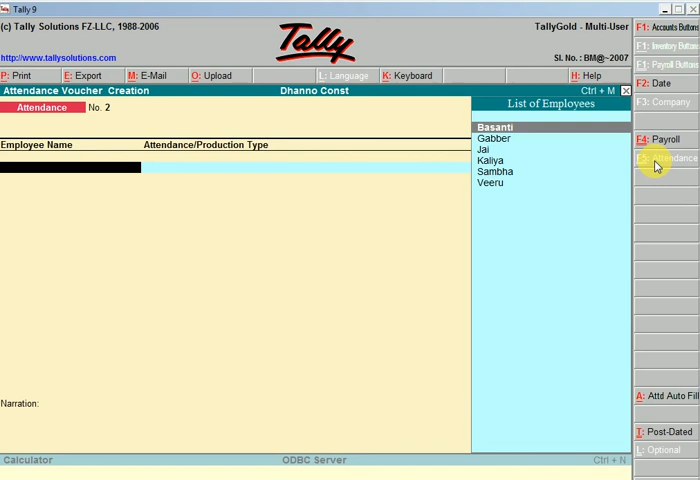 Tally Tally 9
(c) Tally Solutions FZ-LLC, 1988-2006
TallyGold - Multi-User
Tally
http://www.tallysolutions.com
Sl. No. : BM@~2007
P: Print E: Export M: E-Mail O: Upload L: Language K: Keyboard H: Help
Attendance Voucher Creation Dhanno Const Ctrl + M
Attendance No. 2
Employee Name Attendance/Production Type
List of Employees
Basanti
Gabber
Jai
Kaliya
Sambha
Veeru
Narration:
Calculator ODBC Server Ctrl + N
F1: Accounts Buttons
F1: Inventory Buttons
F1: Payroll Buttons
F2: Date
F3: Company
F4: Payroll
F5: Attendance
A: Attd Auto Fill
T: Post-Dated
L: Optional